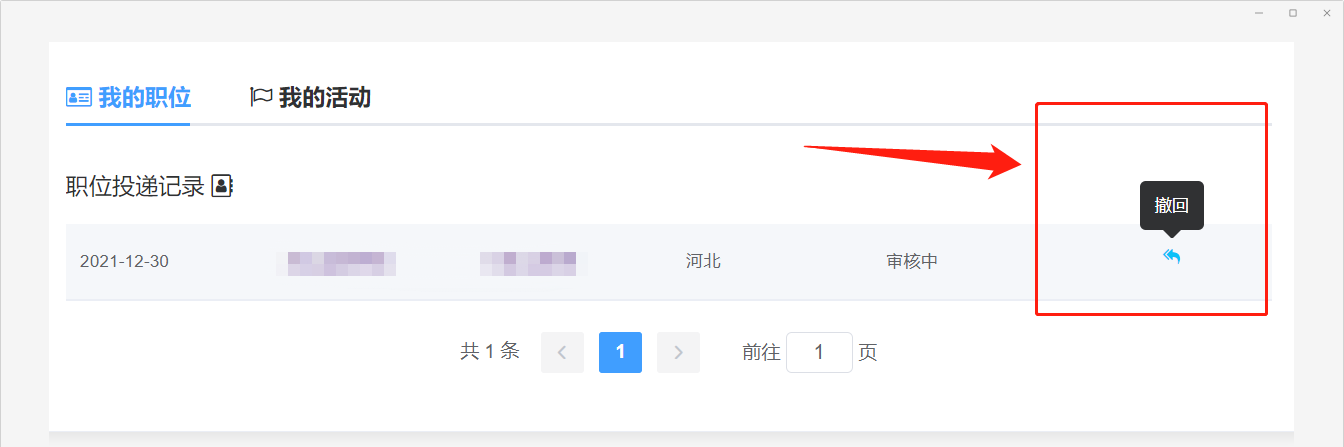 我的职位 我的活动
职位投递记录
撤回
2021-12-30 河北 审核中
共 1 条 1 前往 1 页